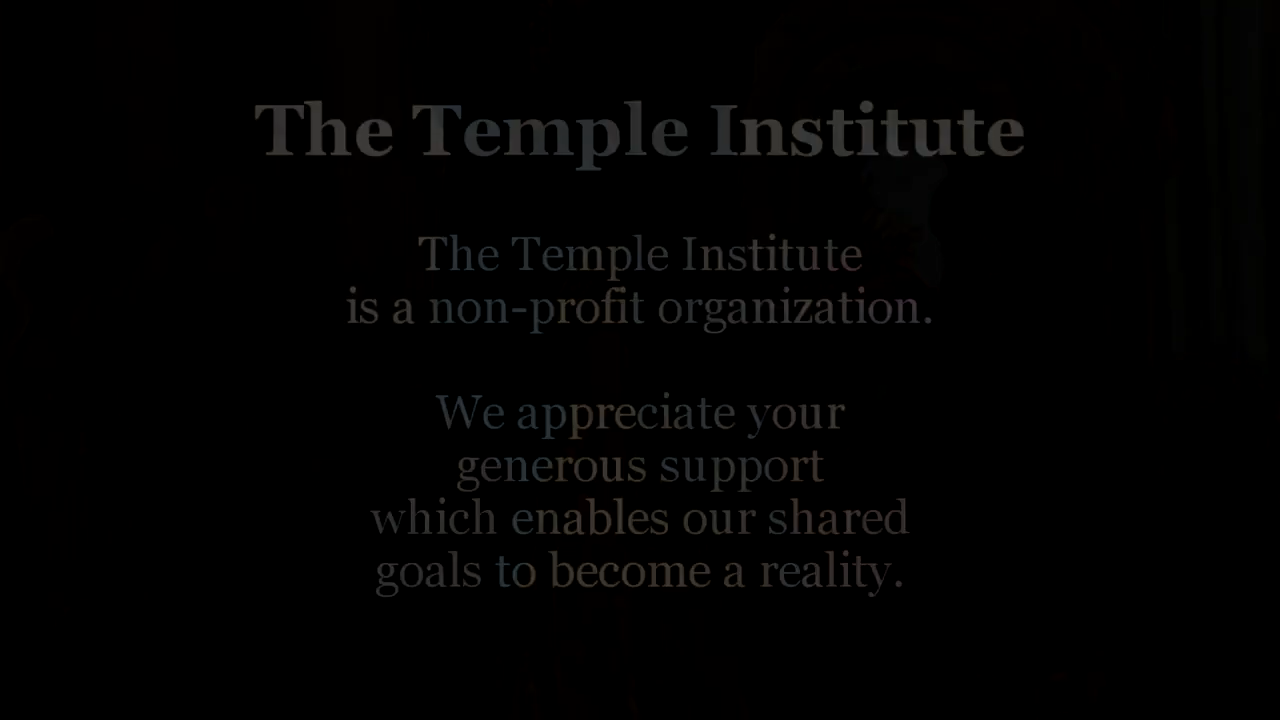 The Temple Institute
The Temple Institute
is a non-profit organization.
We appreciate your
generous support
which enables our shared
goals to become a reality.